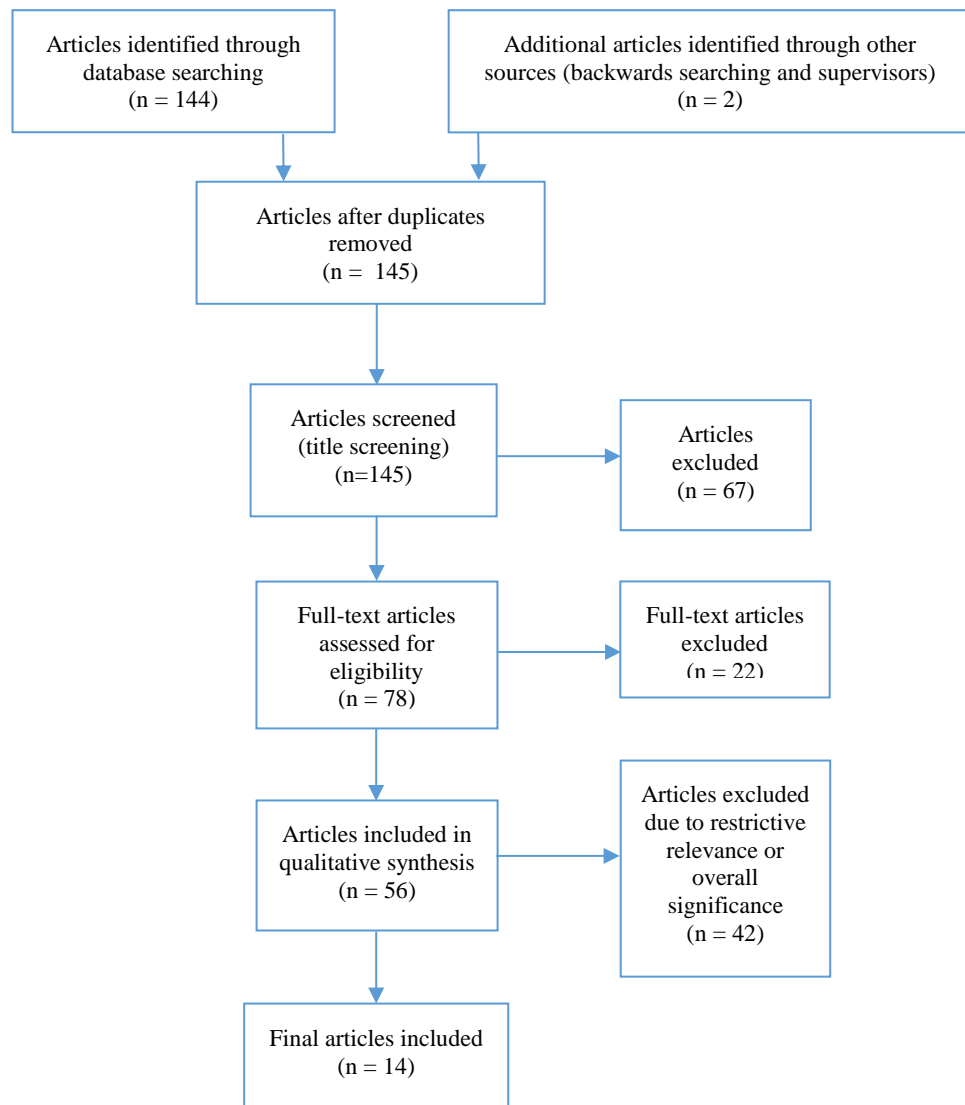 Articles identified through
database searching
(n = 144)
Additional articles identified through other
sources (backwards searching and supervisors)
(n = 2)
Articles after duplicates
removed
(n = 145)
Articles screened
(title screening)
(n=145)
Articles
excluded
(n = 67)
Full-text articles
assessed for
eligibility
(n = 78)
Full-text articles
excluded
(n = 22)
Articles included in
qualitative synthesis
(n = 56)
Articles excluded
due to restrictive
relevance or
overall
significance
(n = 42)
Final articles included
(n = 14)